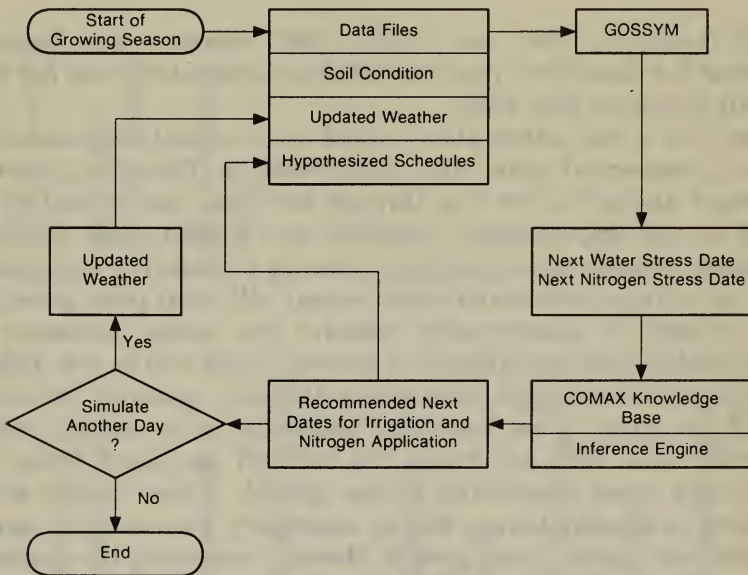 Start of
Growing Season
Data Files
GOSSYM
Soil Condition
Updated Weather
Hypothesized Schedules
Updated
Weather
Next Water Stress Date
Next Nitrogen Stress Date
Yes
Simulate
Another Day
?
Recommended Next
Dates for Irrigation and
Nitrogen Application
COMAX Knowledge
Base
Inference Engine
No
End